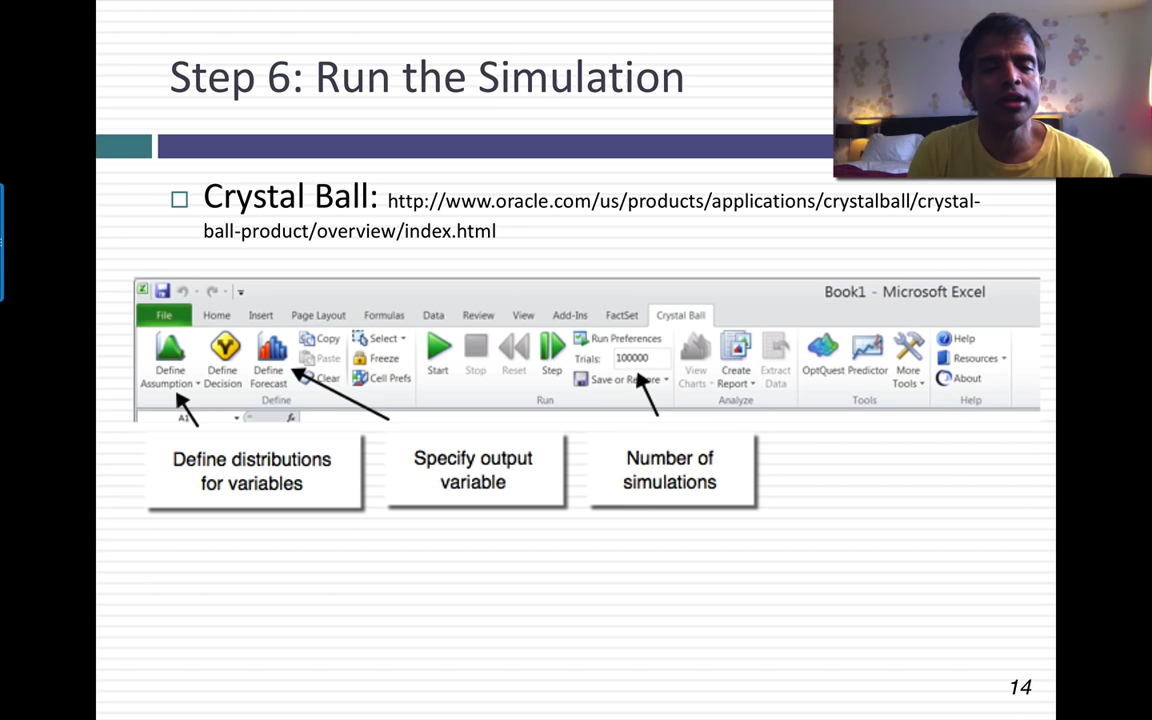 Step 6: Run the Simulation
Crystal Ball: http://www.oracle.com/us/products/applications/crystalball/crystal-
ball-product/overview/index.html
Book1 - Microsoft Excel
File Home Insert Page Layout Formulas Data Review View Add-Ins FactSet Crystal Ball
Define Assumption
Define Decision
Define Forecast
Copy
Paste
Clear
Select
Freeze
Cell Prefs
Define
Start
Stop
Reset
Step
Run Preferences
Trials: 100000
Save or Restore
Run
View Charts
Create Report
Extract Data
Analyze
OptQuest
Predictor
More Tools
Tools
Help
Resources
About
Help
A1
fx
Define distributions
for variables
Specify output
variable
Number of
simulations
14